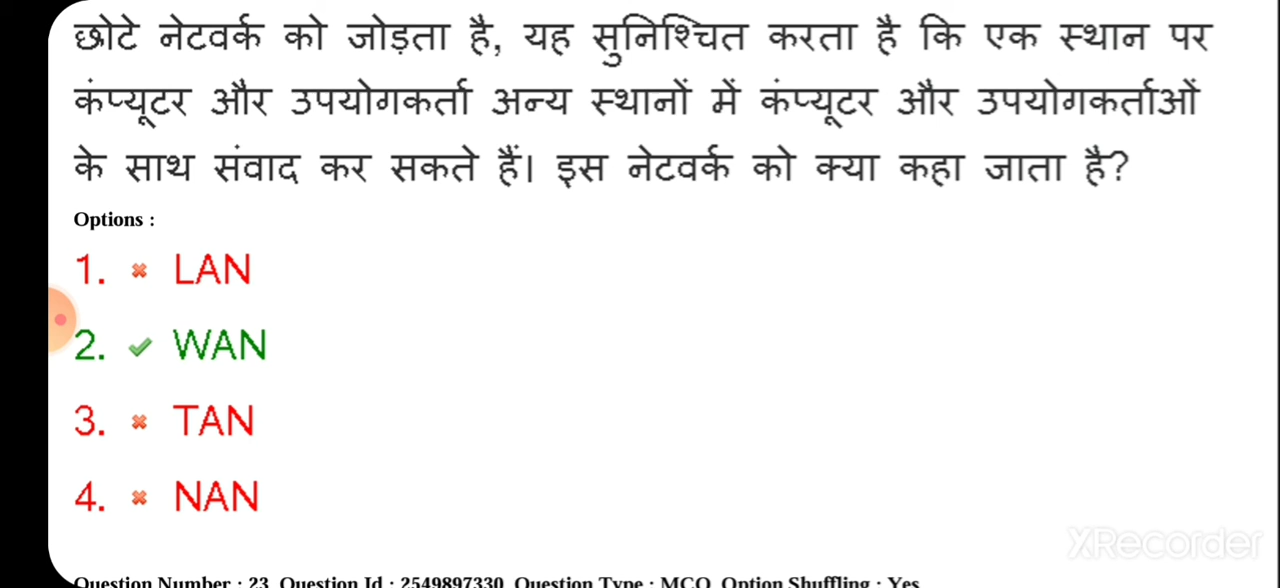 छोटे नेटवर्क को जोड़ता है, यह सुनिश्चित करता है कि एक स्थान पर
कंप्यूटर और उपयोगकर्ता अन्य स्थानों में कंप्यूटर और उपयोगकर्ताओं
के साथ संवाद कर सकते हैं। इस नेटवर्क को क्या कहा जाता है?
Options :
1. LAN
2. WAN
3. TAN
4. NAN
XRecorder
Question Number : 23 Question Id : 2549897330 Question Type : MCQ Option Shuffling : Yes